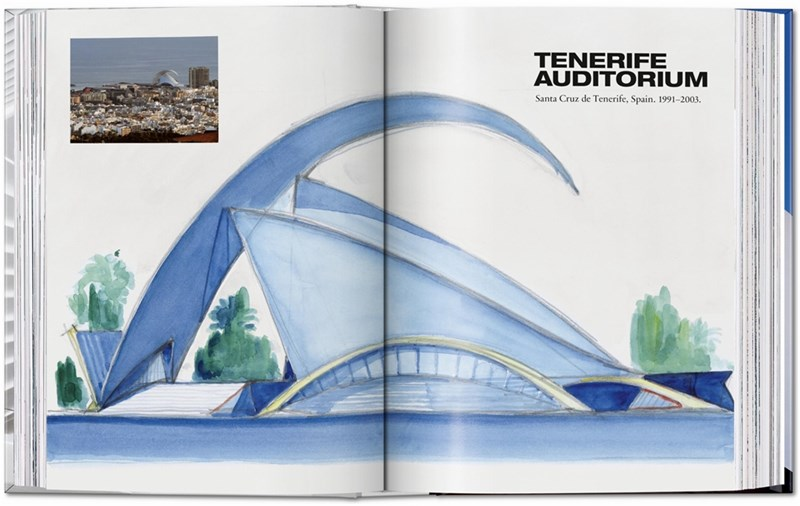 TENERIFE
AUDITORIUM
Santa Cruz de Tenerife, Spain. 1991–2003.